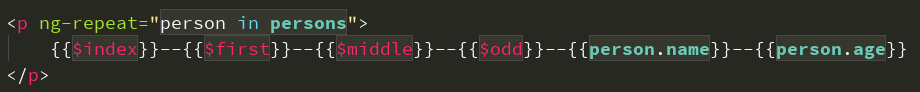 <p ng-repeat="person in persons">
{{$index}}--{{$first}}--{{$middle}}--{{$odd}}--{{person.name}}--{{person.age}}
</p>